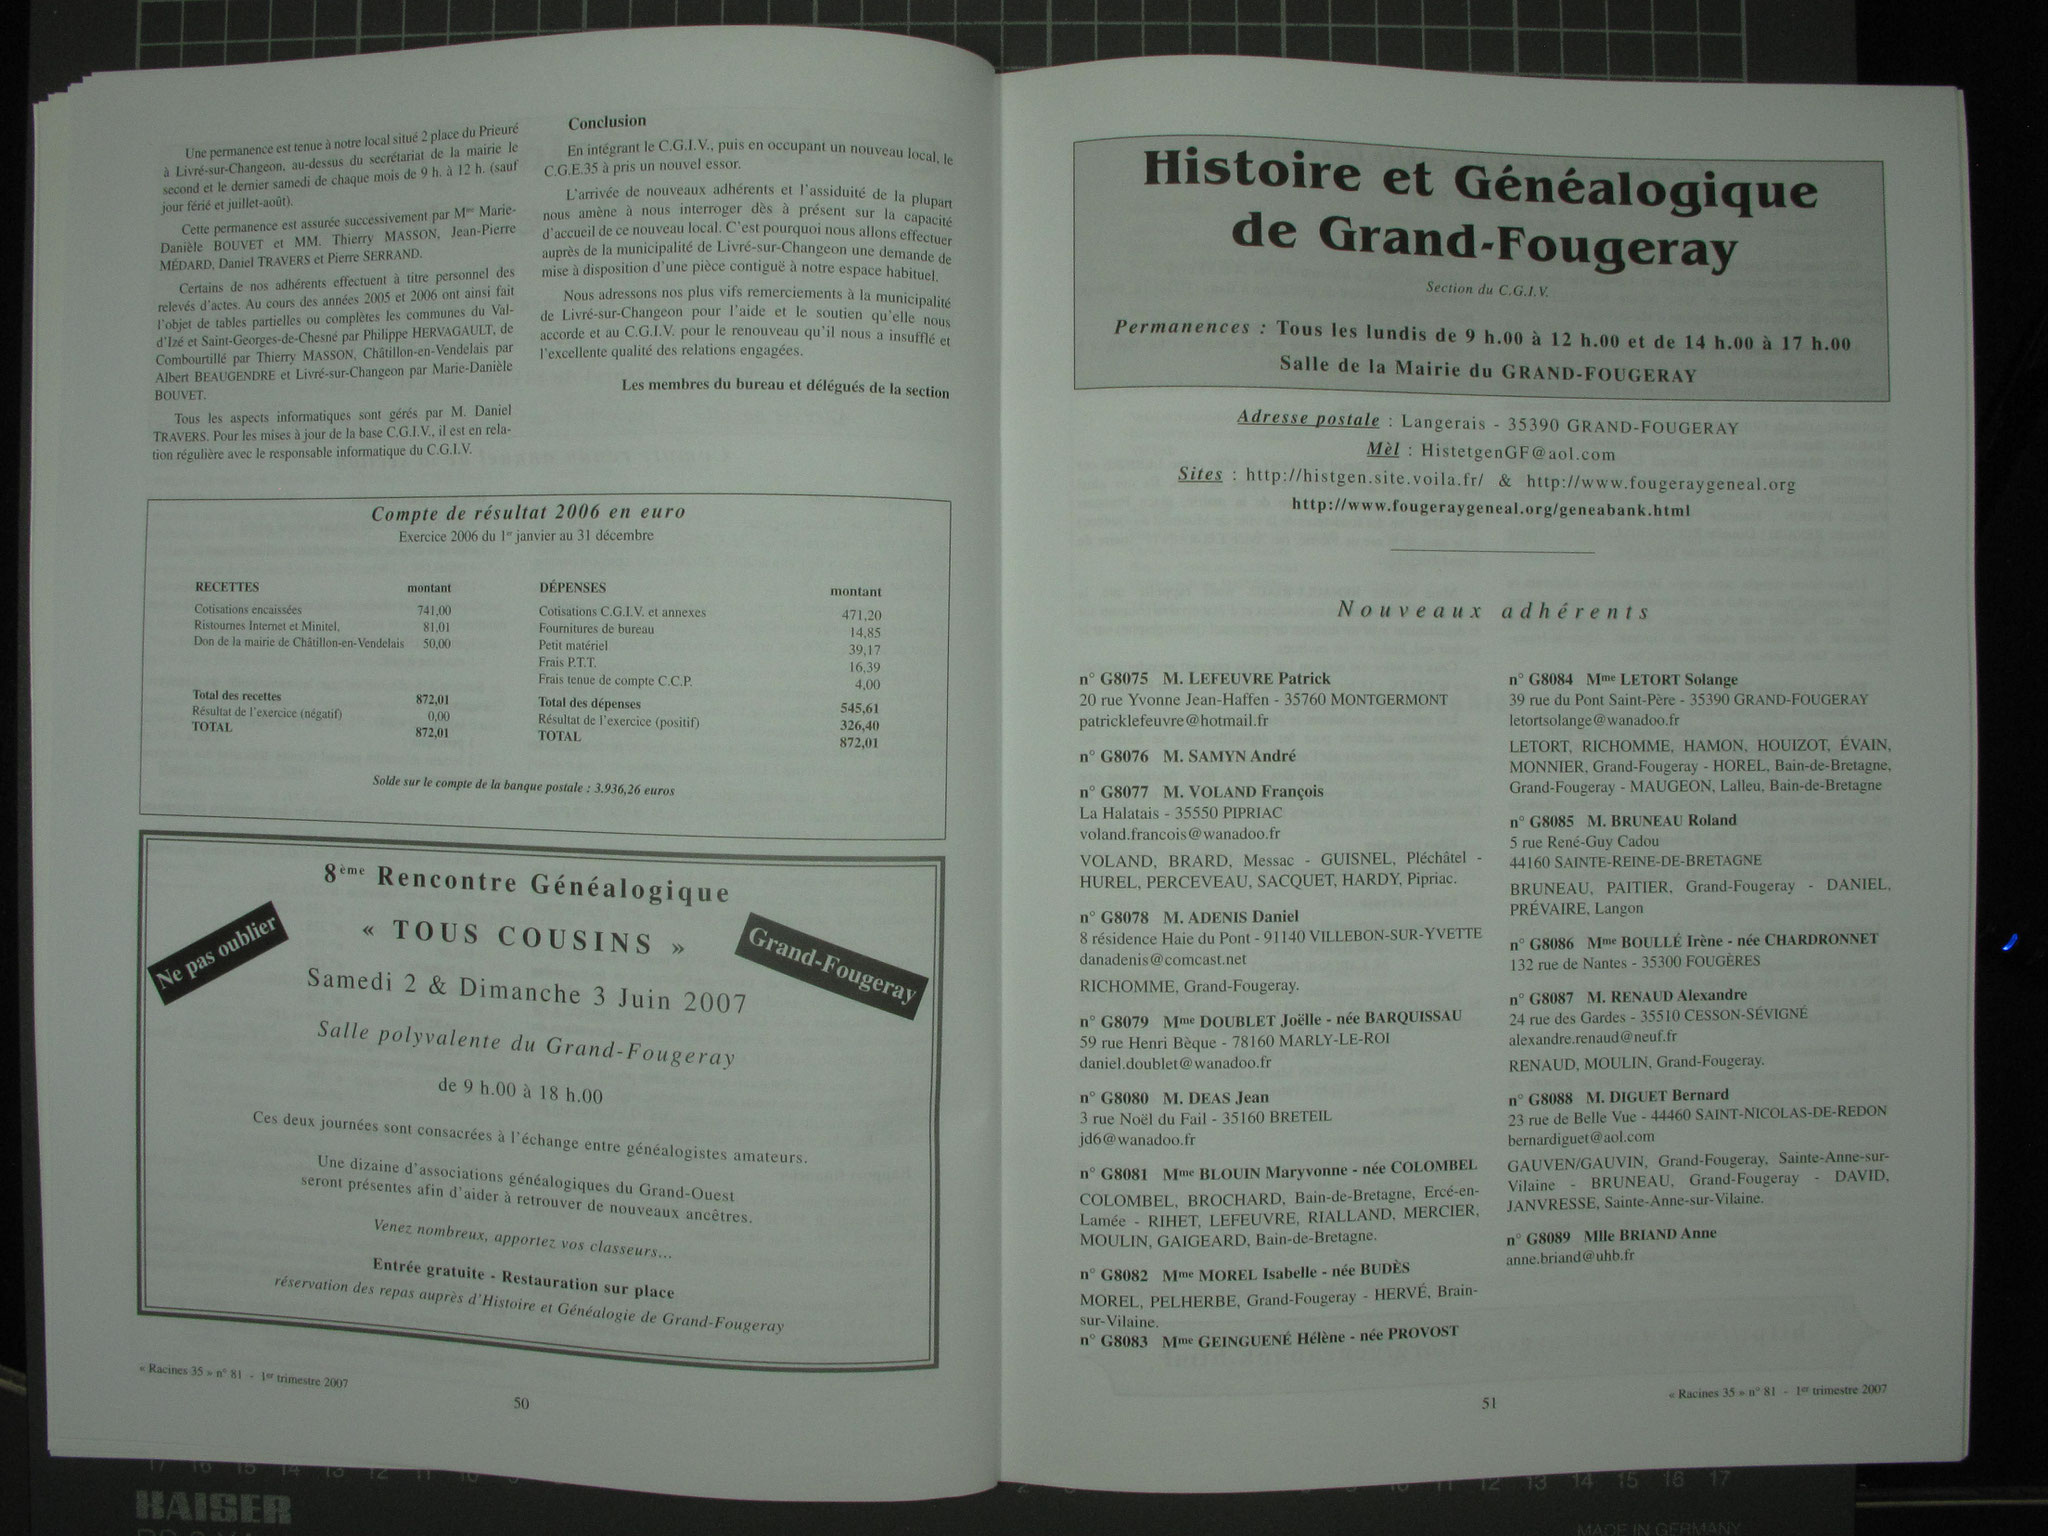 Une permanence est tenue à notre local situé 2 place du Prieuré
à Livré-sur-Changeon, au-dessus du secrétariat de la mairie le
second et le dernier samedi de chaque mois de 9 h. à 12 h. (sauf
jour férié et juillet-août).
Cette permanence est assurée successivement par Mme Marie-
Danièle BOUVET et MM. Thierry MASSON, Jean-Pierre
MÉDARD, Daniel TRAVERS et Pierre SERRAND.
Certains de nos adhérents effectuent à titre personnel des
relevés d'actes. Au cours des années 2005 et 2006 ont ainsi fait
l'objet de tables partielles ou complètes les communes du Val-
d'Izé et Saint-Georges-de-Chesné par Philippe HERVAGAULT, de
Combourtillé par Thierry MASSON, Châtillon-en-Vendelais par
Albert BEAUGENDRE et Livré-sur-Changeon par Marie-Danièle
BOUVET.
Tous les aspects informatiques sont gérés par M. Daniel
TRAVERS. Pour les mises à jour de la base C.G.I.V., il est en rela-
tion régulière avec le responsable informatique du C.G.I.V.
Conclusion
En intégrant le C.G.I.V., puis en occupant un nouveau local, le
C.G.E.35 à pris un nouvel essor.
L'arrivée de nouveaux adhérents et l'assiduité de la plupart
nous amène à nous interroger dès à présent sur la capacité
d'accueil de ce nouveau local. C'est pourquoi nous allons effectuer
auprès de la municipalité de Livré-sur-Changeon une demande de
mise à disposition d'une pièce contiguë à notre espace habituel.
Nous adressons nos plus vifs remerciements à la municipalité
de Livré-sur-Changeon pour l'aide et le soutien qu'elle nous
accorde et au C.G.I.V. pour le renouveau qu'il nous a insufflé et
l'excellente qualité des relations engagées.
Les membres du bureau et délégués de la section
Compte de résultat 2006 en euro
Exercice 2006 du 1er janvier au 31 décembre
RECETTES montant
Cotisations encaissées 741,00
Ristournes Internet et Minitel, 81,01
Don de la mairie de Châtillon-en-Vendelais 50,00
Total des recettes 872,01
Résultat de l'exercice (négatif) 0,00
TOTAL 872,01
DÉPENSES montant
Cotisations C.G.I.V. et annexes 471,20
Fournitures de bureau 14,85
Petit matériel 39,17
Frais P.T.T. 16,39
Frais tenue de compte C.C.P. 4,00
Total des dépenses 545,61
Résultat de l'exercice (positif) 326,40
TOTAL 872,01
Solde sur le compte de la banque postale : 3.936,26 euros
8ème Rencontre Généalogique
« TOUS COUSINS »
Ne pas oublier
Grand-Fougeray
Samedi 2 & Dimanche 3 Juin 2007
Salle polyvalente du Grand-Fougeray
de 9 h.00 à 18 h.00
Ces deux journées sont consacrées à l'échange entre généalogistes amateurs.
Une dizaine d'associations généalogiques du Grand-Ouest
seront présentes afin d'aider à retrouver de nouveaux ancêtres.
Venez nombreux, apportez vos classeurs...
Entrée gratuite - Restauration sur place
réservation des repas auprès d'Histoire et Généalogie de Grand-Fougeray
« Racines 35 » n° 81 - 1er trimestre 2007
50
Histoire et Généalogique
de Grand-Fougeray
Section du C.G.I.V.
Permanences : Tous les lundis de 9 h.00 à 12 h.00 et de 14 h.00 à 17 h.00
Salle de la Mairie du GRAND-FOUGERAY
Adresse postale : Langerais - 35390 GRAND-FOUGERAY
Mèl : HistetgenGF@aol.com
Sites : http://histgen.site.voila.fr/ & http://www.fougeraygeneal.org
http://www.fougeraygeneal.org/geneabank.html
Nouveaux adhérents
n° G8075 M. LEFEUVRE Patrick
20 rue Yvonne Jean-Haffen - 35760 MONTGERMONT
patricklefeuvre@hotmail.fr
n° G8076 M. SAMYN André
n° G8077 M. VOLAND François
La Halatais - 35550 PIPRIAC
voland.francois@wanadoo.fr
VOLAND, BRARD, Messac - GUISNEL, Pléchâtel -
HUREL, PERCEVEAU, SACQUET, HARDY, Pipriac.
n° G8078 M. ADENIS Daniel
8 résidence Haie du Pont - 91140 VILLEBON-SUR-YVETTE
danadenis@comcast.net
RICHOMME, Grand-Fougeray.
n° G8079 Mme DOUBLET Joëlle - née BARQUISSAU
59 rue Henri Bèque - 78160 MARLY-LE-ROI
daniel.doublet@wanadoo.fr
n° G8080 M. DEAS Jean
3 rue Noël du Fail - 35160 BRETEIL
jd6@wanadoo.fr
n° G8081 Mme BLOUIN Maryvonne - née COLOMBEL
COLOMBEL, BROCHARD, Bain-de-Bretagne, Ercé-en-
Lamée - RIHET, LEFEUVRE, RIALLAND, MERCIER,
MOULIN, GAIGEARD, Bain-de-Bretagne.
n° G8082 Mme MOREL Isabelle - née BUDÈS
MOREL, PELHERBE, Grand-Fougeray - HERVÉ, Brain-
sur-Vilaine.
n° G8083 Mme GEINGUENÉ Hélène - née PROVOST
n° G8084 Mme LETORT Solange
39 rue du Pont Saint-Père - 35390 GRAND-FOUGERAY
letortsolange@wanadoo.fr
LETORT, RICHOMME, HAMON, HOUIZOT, ÉVAIN,
MONNIER, Grand-Fougeray - HOREL, Bain-de-Bretagne,
Grand-Fougeray - MAUGEON, Lalleu, Bain-de-Bretagne
n° G8085 M. BRUNEAU Roland
5 rue René-Guy Cadou
44160 SAINTE-REINE-DE-BRETAGNE
BRUNEAU, PAITIER, Grand-Fougeray - DANIEL,
PRÉVAIRE, Langon
n° G8086 Mme BOULLÉ Irène - née CHARDRONNET
132 rue de Nantes - 35300 FOUGÈRES
n° G8087 M. RENAUD Alexandre
24 rue des Gardes - 35510 CESSON-SÉVIGNÉ
alexandre.renaud@neuf.fr
RENAUD, MOULIN, Grand-Fougeray.
n° G8088 M. DIGUET Bernard
23 rue de Belle Vue - 44460 SAINT-NICOLAS-DE-REDON
bernardiguet@aol.com
GAUVEN/GAUVIN, Grand-Fougeray, Sainte-Anne-sur-
Vilaine - BRUNEAU, Grand-Fougeray - DAVID,
JANVRESSE, Sainte-Anne-sur-Vilaine.
n° G8089 Mlle BRIAND Anne
anne.briand@uhb.fr
« Racines 35 » n° 81 - 1er trimestre 2007
51
17 16 15 14 13 12 11 10
10 11 12 13 14 15 16 17
KAISER
MADE IN GERMANY